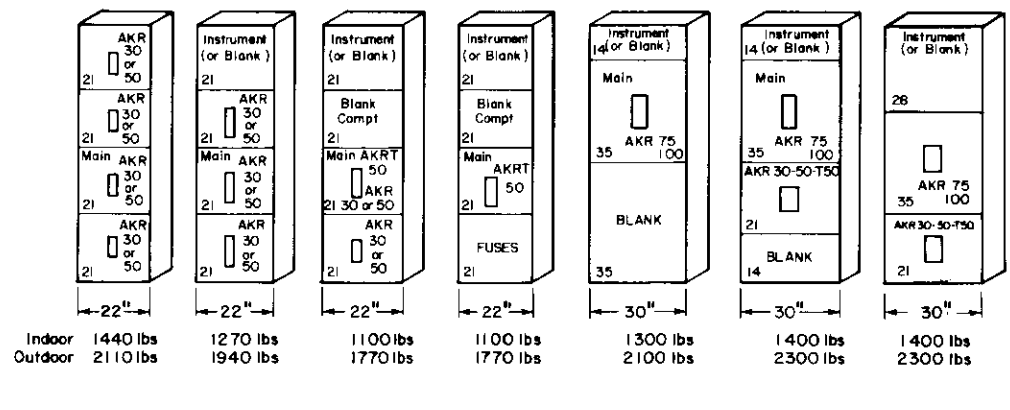 AKR
30
or
50
21
AKR
30
or
50
21
Main
AKR
30
or
50
21
AKR
30
or
50
21
Instrument
(or Blank)
21
AKR
30
or
50
21
Main
AKR
30
or
50
21
AKR
30
or
50
21
Instrument
(or Blank)
21
Blank
Compt
21
Main AKRT
50
AKR
21 30 or 50
AKR
30
or
50
21
Instrument
(or Blank)
21
Blank
Compt
21
Main
AKRT
50
21
FUSES
21
Instrument
14 (or Blank)
Main
AKR 75
35 100
BLANK
35
Instrument
14 (or Blank)
Main
AKR 75
35 100
AKR 30-50-T50
21
BLANK
14
Instrument
(or Blank)
28
AKR 75
35 100
AKR 30-50-T50
21
22" 22" 22" 22" 30" 30" 30"
Indoor 1440 lbs 1270 lbs 1100 lbs 1100 lbs 1300 lbs 1400 lbs 1400 lbs
Outdoor 2110 lbs 1940 lbs 1770 lbs 1770 lbs 2100 lbs 2300 lbs 2300 lbs